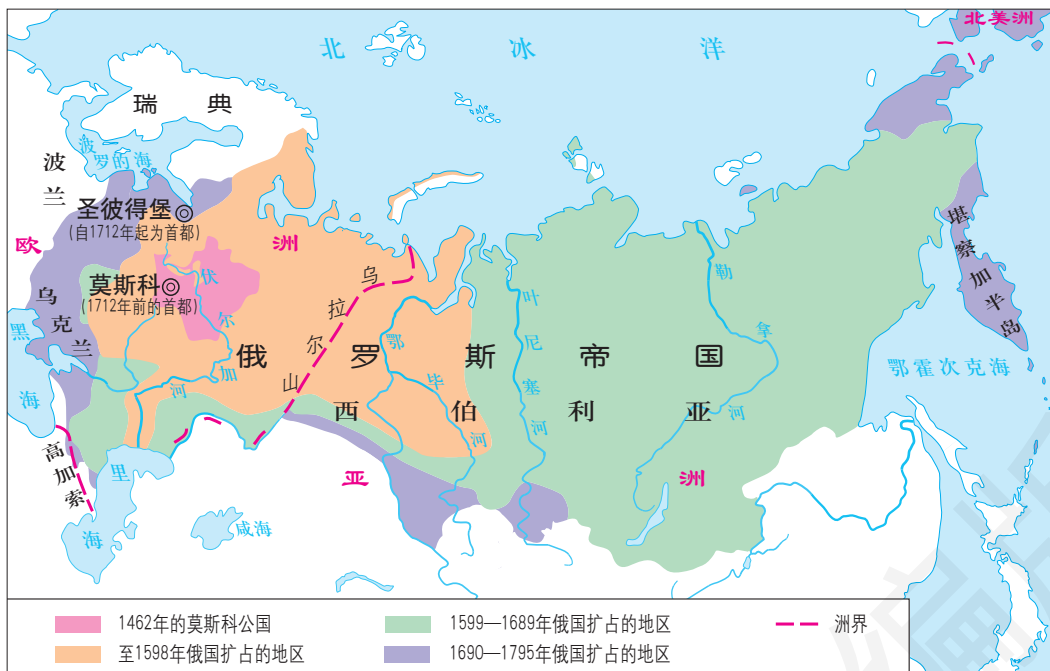 北美洲
北冰洋
瑞典
波罗的海
波兰
圣彼得堡
(自1712年起为首都)
欧洲
莫斯科
(1712年前的首都)
乌克兰
黑海
伏尔加河
乌拉尔山
俄罗斯帝国
西伯利亚
鄂毕河
叶尼塞河
勒拿河
堪察加半岛
鄂霍次克海
高加索
里海
咸海
亚洲
1462年的莫斯科公国
至1598年俄国扩占的地区
1599—1689年俄国扩占的地区
1690—1795年俄国扩占的地区
洲界